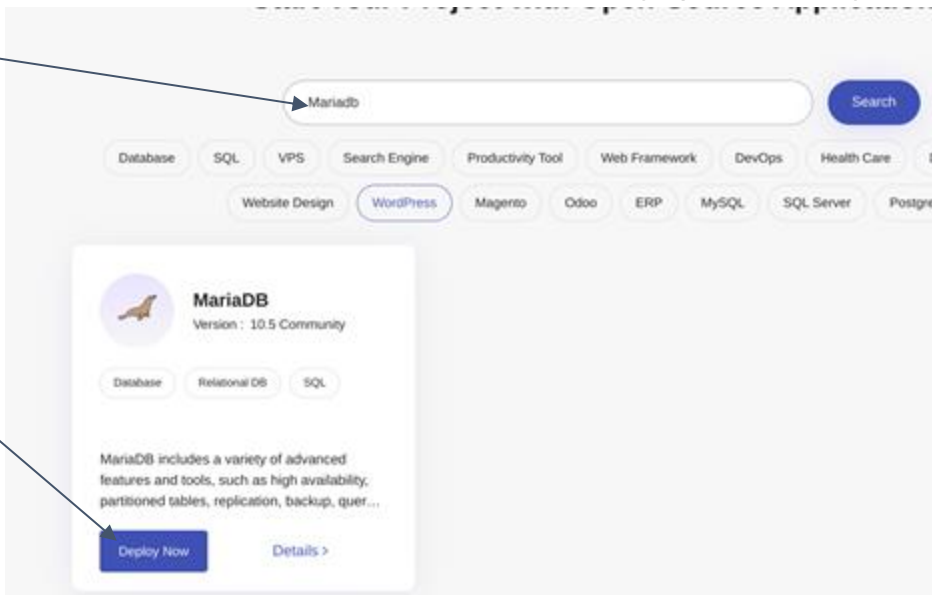 Mariadb Search
Database SQL VPS Search Engine Productivity Tool Web Framework DevOps Health Care
Website Design WordPress Magento Odoo ERP MySQL SQL Server Postgre
MariaDB
Version : 10.5 Community
Database Relational DB SQL
MariaDB includes a variety of advanced
features and tools, such as high availability,
partitioned tables, replication, backup, quer...
Deploy Now Details >